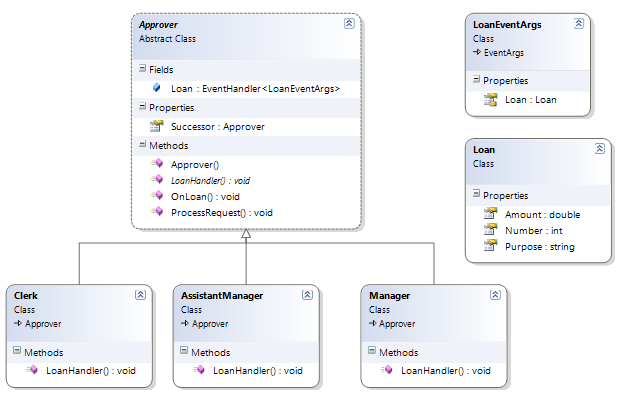 Approver
Abstract Class
Fields
Loan : EventHandler<LoanEventArgs>
Properties
Successor : Approver
Methods
Approver()
LoanHandler() : void
OnLoan() : void
ProcessRequest() : void
LoanEventArgs
Class
EventArgs
Properties
Loan : Loan
Loan
Class
Properties
Amount : double
Number : int
Purpose : string
Clerk
Class
Approver
Methods
LoanHandler() : void
AssistantManager
Class
Approver
Methods
LoanHandler() : void
Manager
Class
Approver
Methods
LoanHandler() : void